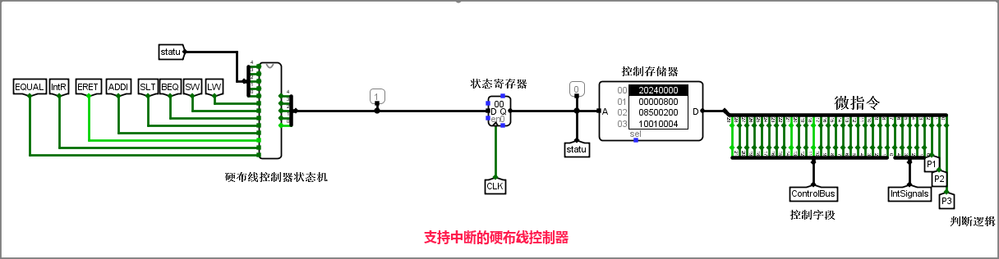 statu
EQUAL IntR ERET ADDI SLT BEQ SW LW
硬布线控制器状态机
1
状态寄存器
00
D Q
en0
CLK
0
statu
控制存储器
00 20240000
01 00000800
02 08500200
03 10010004
A
D
sel
微指令
ControlBus
控制字段
IntSignals
P1
P2
P3
判断逻辑
支持中断的硬布线控制器